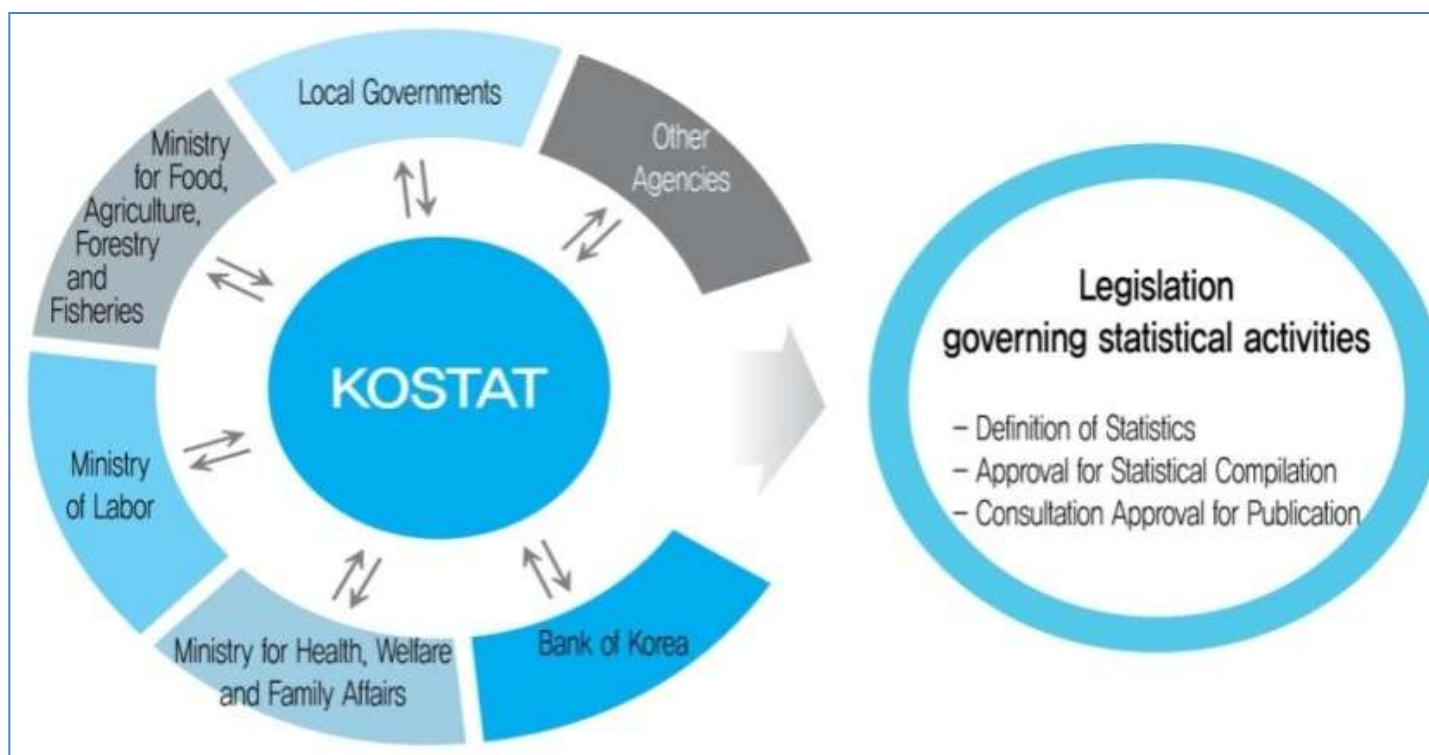 Local Governments
Other
Agencies
Ministry
for Food,
Agriculture,
Forestry
and
Fisheries
KOSTAT
Ministry
of Labor
Ministry for Health, Welfare
and Family Affairs
Bank of Korea
Legislation
governing statistical activities
– Definition of Statistics
– Approval for Statistical Compilation
– Consultation Approval for Publication